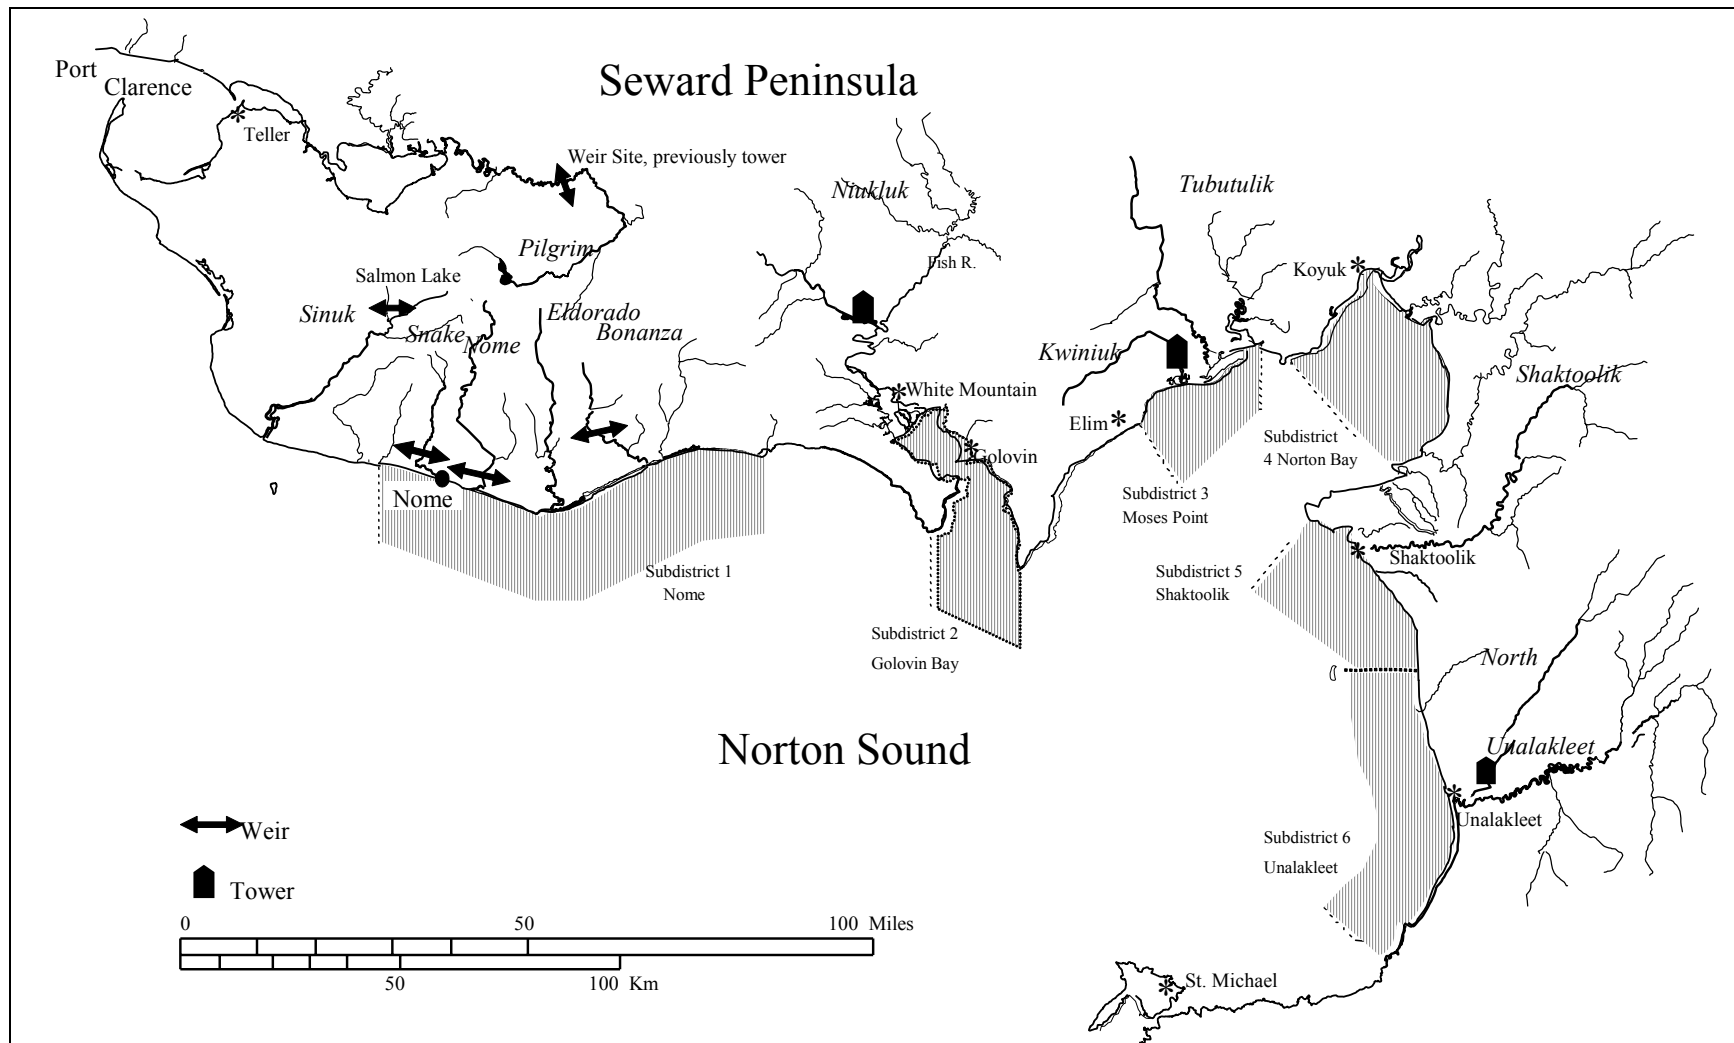 Seward Peninsula
Port
Clarence
Teller
Weir Site, previously tower
Niukluk
Tubutulik
Pilgrim
Fish R.
Koyuk
Salmon Lake
Sinuk
Snake
Nome
Eldorado
Bonanza
Kwiniuk
Shaktoolik
White Mountain
Elim
Golovin
Subdistrict 4 Norton Bay
Nome
Subdistrict 3
Moses Point
Shaktoolik
Subdistrict 1
Nome
Subdistrict 5
Shaktoolik
Subdistrict 2
Golovin Bay
North
Norton Sound
Unalakleet
Unalakleet
Weir
Subdistrict 6
Unalakleet
Tower
0 50 100 Miles
50 100 Km
St. Michael